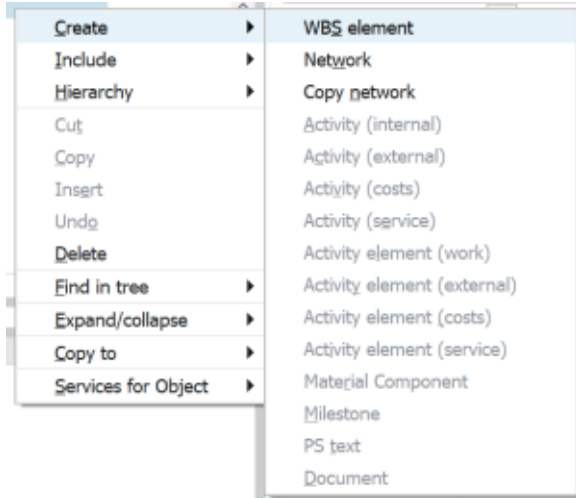 Create
Include
Hierarchy
Cut
Copy
Insert
Undo
Delete
Find in tree
Expand/collapse
Copy to
Services for Object
WBS element
Network
Copy network
Activity (internal)
Activity (external)
Activity (costs)
Activity (service)
Activity element (work)
Activity element (external)
Activity element (costs)
Activity element (service)
Material Component
Milestone
PS text
Document